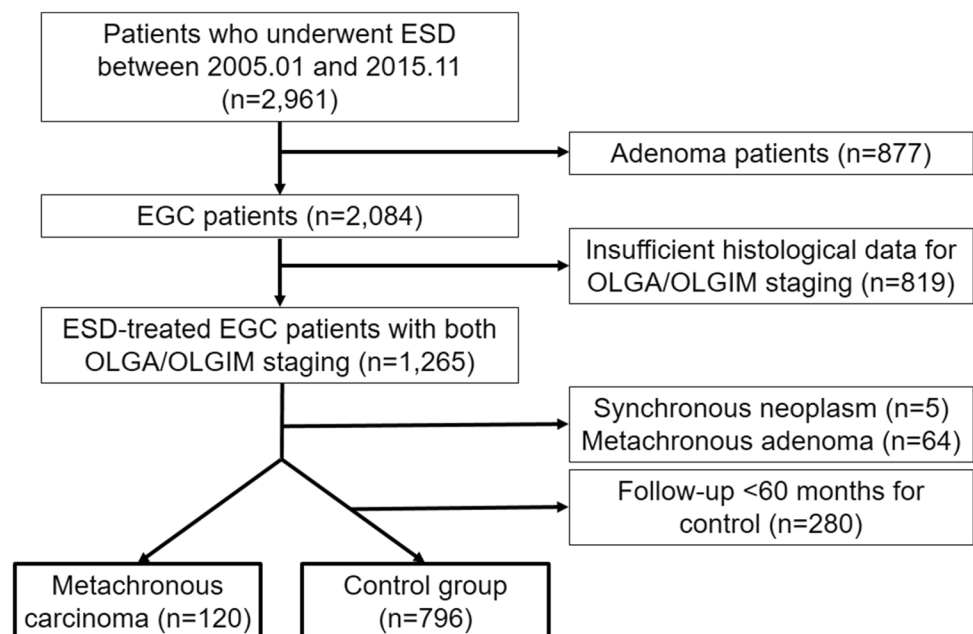 Patients who underwent ESD
between 2005.01 and 2015.11
(n=2,961)
Adenoma patients (n=877)
EGC patients (n=2,084)
Insufficient histological data for
OLGA/OLGIM staging (n=819)
ESD-treated EGC patients with both
OLGA/OLGIM staging (n=1,265)
Synchronous neoplasm (n=5)
Metachronous adenoma (n=64)
Follow-up <60 months for
control (n=280)
Metachronous
carcinoma (n=120)
Control group
(n=796)